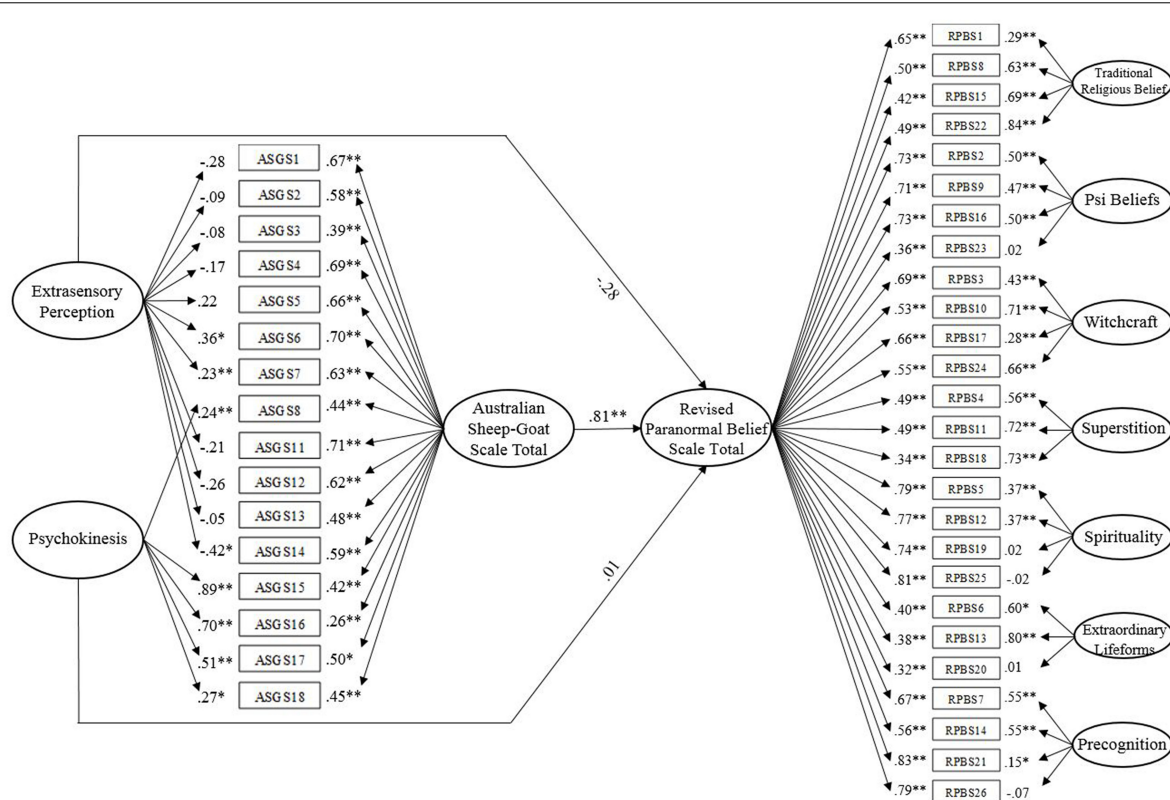 Extrasensory
Perception
Psychokinesis
-.28 ASGS1 .67**
-.09 ASGS2 .58**
-.08 ASGS3 .39**
-.17 ASGS4 .69**
.22 ASGS5 .66**
.36* ASGS6 .70**
.23** ASGS7 .63**
.24** ASGS8 .44**
-.21 ASGS11 .71**
-.26 ASGS12 .62**
-.05 ASGS13 .48**
-.42* ASGS14 .59**
.89** ASGS15 .42**
.70** ASGS16 .26**
.51** ASGS17 .50*
.27* ASGS18 .45**
Australian
Sheep-Goat
Scale Total
.81**
-.28
.01
Revised
Paranormal Belief
Scale Total
.65** RPBS1 .29**
.50** RPBS8 .63**
.42** RPBS15 .69**
.49** RPBS22 .84**
.73** RPBS2 .50**
.71** RPBS9 .47**
.73** RPBS16 .50**
.36** RPBS23 .02
.69** RPBS3 .43**
.53** RPBS10 .71**
.66** RPBS17 .28**
.55** RPBS24 .66**
.49** RPBS4 .56**
.49** RPBS11 .72**
.34** RPBS18 .73**
.79** RPBS5 .37**
.77** RPBS12 .37**
.74** RPBS19 .02
.81** RPBS25 -.02
.40** RPBS6 .60*
.38** RPBS13 .80**
.32** RPBS20 .01
.67** RPBS7 .55**
.56** RPBS14 .55**
.83** RPBS21 .15*
.79** RPBS26 -.07
Traditional
Religious Belief
Psi Beliefs
Witchcraft
Superstition
Spirituality
Extraordinary
Lifeforms
Precognition